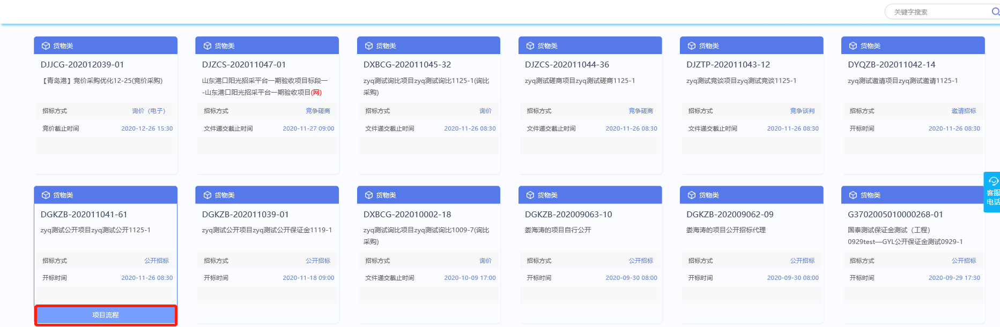 关键字搜索
货物类
DJJCG-202012039-01
【青岛港】竞价采购优化12-25(竞价采购)
招标方式 询价（电子）
竞价截止时间 2020-12-26 15:30
货物类
DJZCS-202011047-01
山东港口阳光招采平台一期验收项目标段一
-山东港口阳光招采平台一期验收项目(网)
招标方式 竞争磋商
文件递交截止时间 2020-11-27 09:00
货物类
DXBCG-202011045-32
zyq测试询比项目zyq测试询比1125-1(询比
采购)
招标方式 询价
文件递交截止时间 2020-11-26 08:30
货物类
DJZCS-202011044-36
zyq测试磋商项目zyq测试磋商1125-1
招标方式 竞争磋商
文件递交截止时间 2020-11-26 08:30
货物类
DJZTP-202011043-12
zyq测试竞谈项目zyq测试竞谈1125-1
招标方式 竞争谈判
文件递交截止时间 2020-11-26 08:30
货物类
DYQZB-202011042-14
zyq测试邀请项目zyq测试邀请1125-1
招标方式 邀请招标
开标时间 2020-11-26 08:30
货物类
DGKZB-202011041-61
zyq测试公开项目zyq测试公开1125-1
招标方式 公开招标
开标时间 2020-11-26 08:30
项目流程
货物类
DGKZB-202011039-01
zyq测试公开项目zyq测试公开保证金1119-1
招标方式 公开招标
开标时间 2020-11-18 09:00
货物类
DXBCG-202010002-18
zyq测试询比项目zyq测试询比1009-7(询比
采购)
招标方式 询价
文件递交截止时间 2020-10-09 17:00
货物类
DGKZB-202009063-10
娄海涛的项目自行公开
招标方式 公开招标
开标时间 2020-09-30 08:00
货物类
DGKZB-202009062-09
娄海涛的项目公开招标代理
招标方式 公开招标
开标时间 2020-09-30 08:00
货物类
G3702005010000268-01
国泰测试保证金测试（工程）
0929test—GYL公开保证金测试0929-1
招标方式 公开招标
开标时间 2020-09-29 17:30
客服
电话